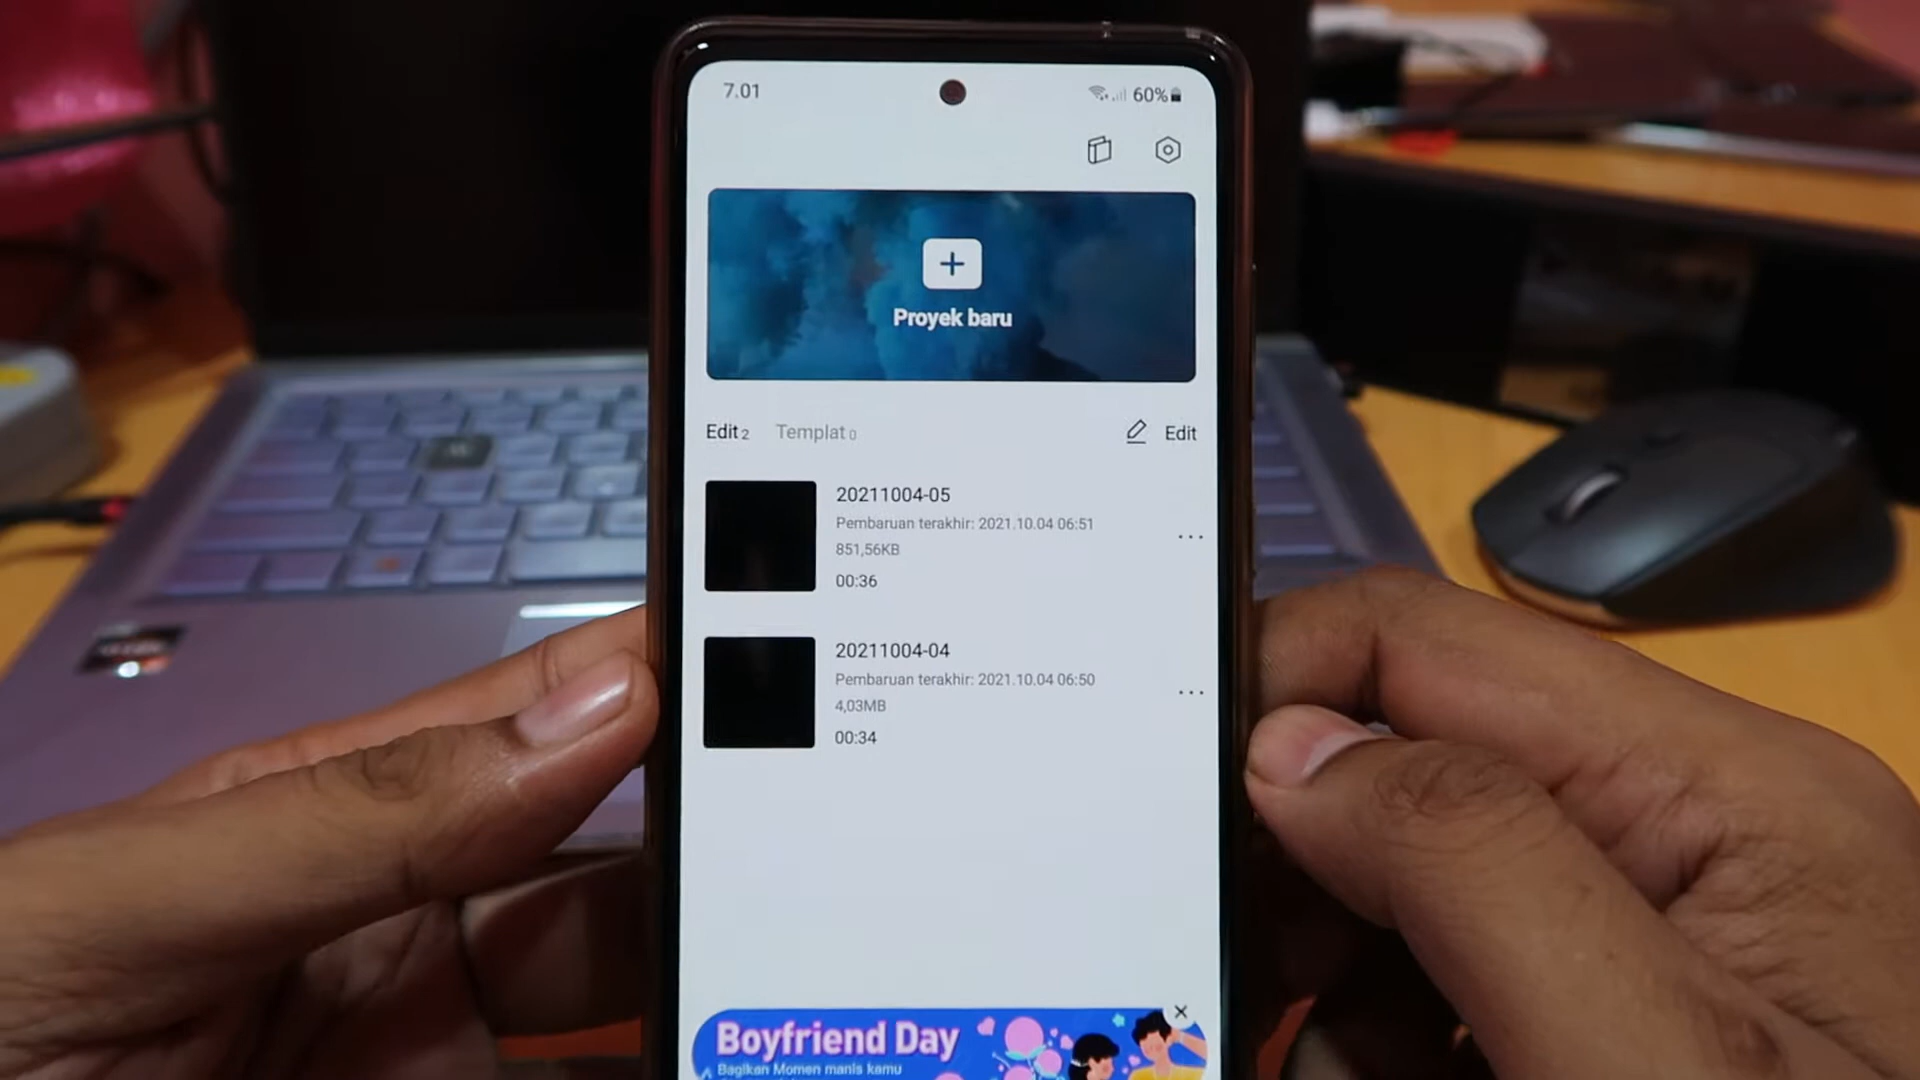 7.01
60%
Proyek baru
Edit 2
Templat 0
Edit
20211004-05
Pembaruan terakhir: 2021.10.04 06:51
851,56KB
00:36
20211004-04
Pembaruan terakhir: 2021.10.04 06:50
4,03MB
00:34
Boyfriend Day
Bagikan Momen manis kamu